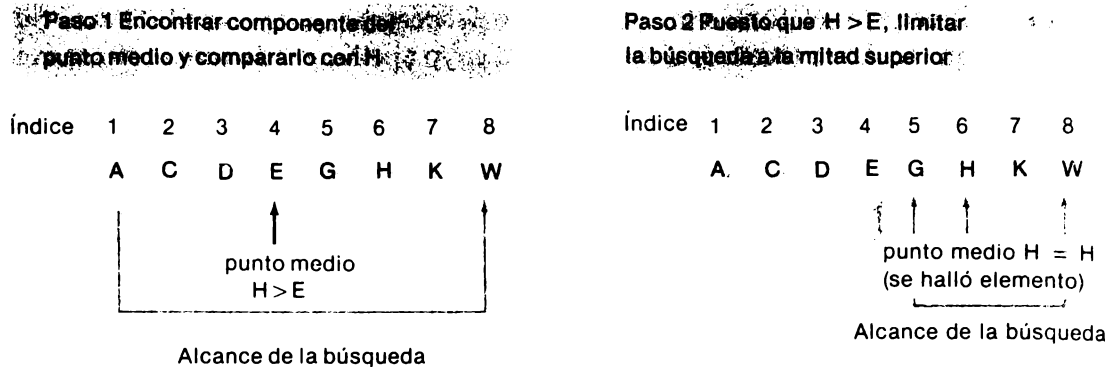 Paso 1 Encontrar componente del
punto medio y compararlo con H
Índice 1 2 3 4 5 6 7 8
A C D E G H K W
punto medio
H > E
Alcance de la búsqueda
Paso 2 Puesto que H > E, limitar
la búsqueda a la mitad superior
Índice 1 2 3 4 5 6 7 8
A C D E G H K W
punto medio H = H
(se halló elemento)
Alcance de la búsqueda